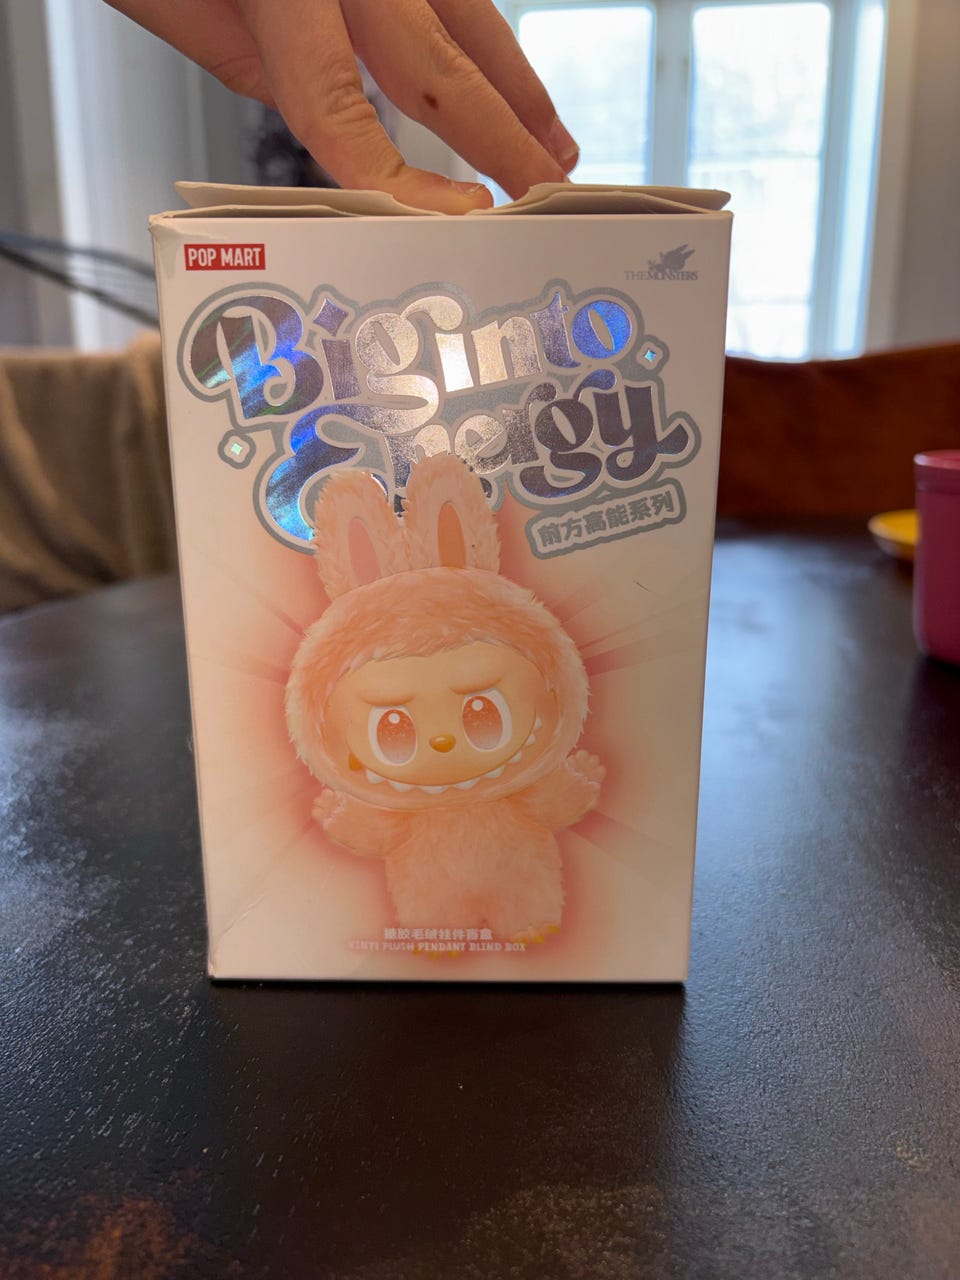 POP MART
THE MONSTERS
Big into
Energy
前方高能系列
搪胶毛绒挂件盲盒
VINYL PLUSH PENDANT BLIND BOX